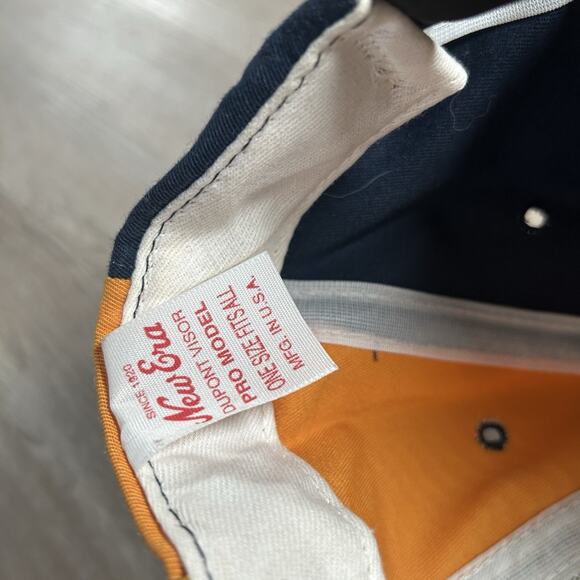 New Era
SINCE 1920
DUPONT VISOR
PRO MODEL
ONE SIZE FITS ALL
MFG. IN U.S.A.